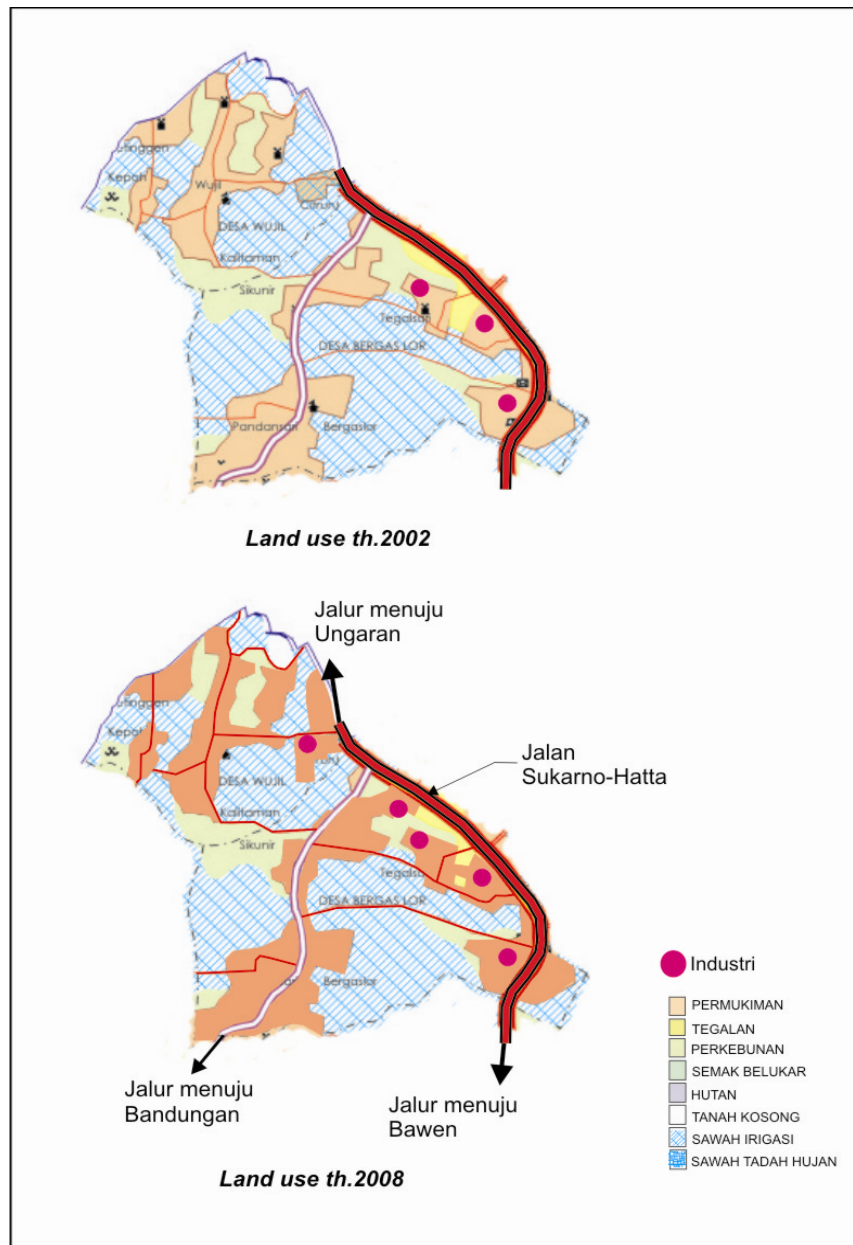 Kepah
Wujil
DESA WUJIL
Kalitaman
Sikunir
Tegalsari
DESA BERGAS LOR
Pandansari
Bergaslor
Land use th.2002
Jalur menuju
Ungaran
Jalan
Sukarno-Hatta
DESA WUJIL
Kalitaman
Sikunir
DESA BERGAS LOR
Bergaslor
Industri
PERMUKIMAN
TEGALAN
PERKEBUNAN
SEMAK BELUKAR
HUTAN
TANAH KOSONG
SAWAH IRIGASI
SAWAH TADAH HUJAN
Jalur menuju
Bandungan
Jalur menuju
Bawen
Land use th.2008